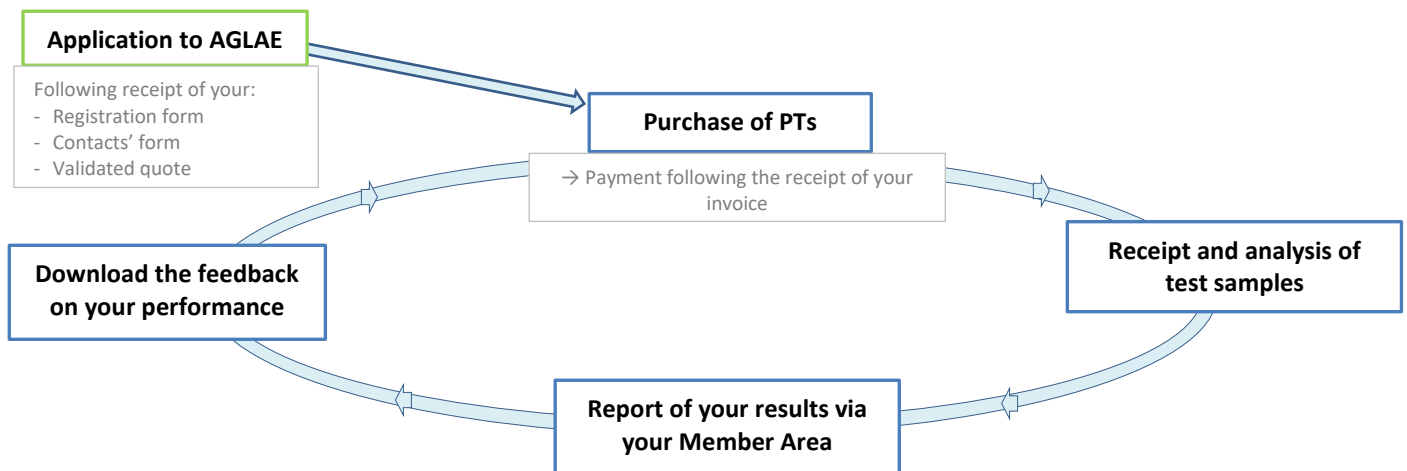 Application to AGLAE
Following receipt of your:
- Registration form
- Contacts' form
- Validated quote
Purchase of PTs
→ Payment following the receipt of your
invoice
Receipt and analysis of
test samples
Report of your results via
your Member Area
Download the feedback
on your performance